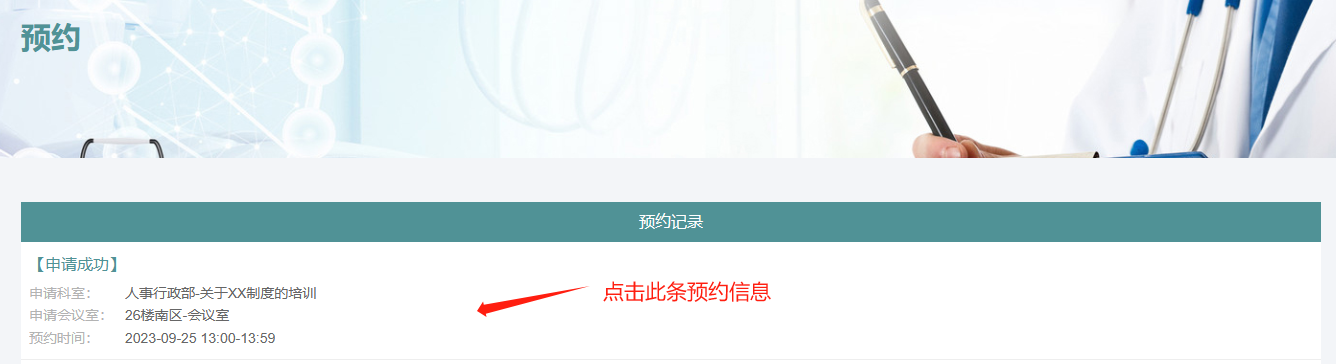 预约
预约记录
【申请成功】
申请科室： 人事行政部-关于XX制度的培训
点击此条预约信息
申请会议室： 26楼南区-会议室
预约时间： 2023-09-25 13:00-13:59